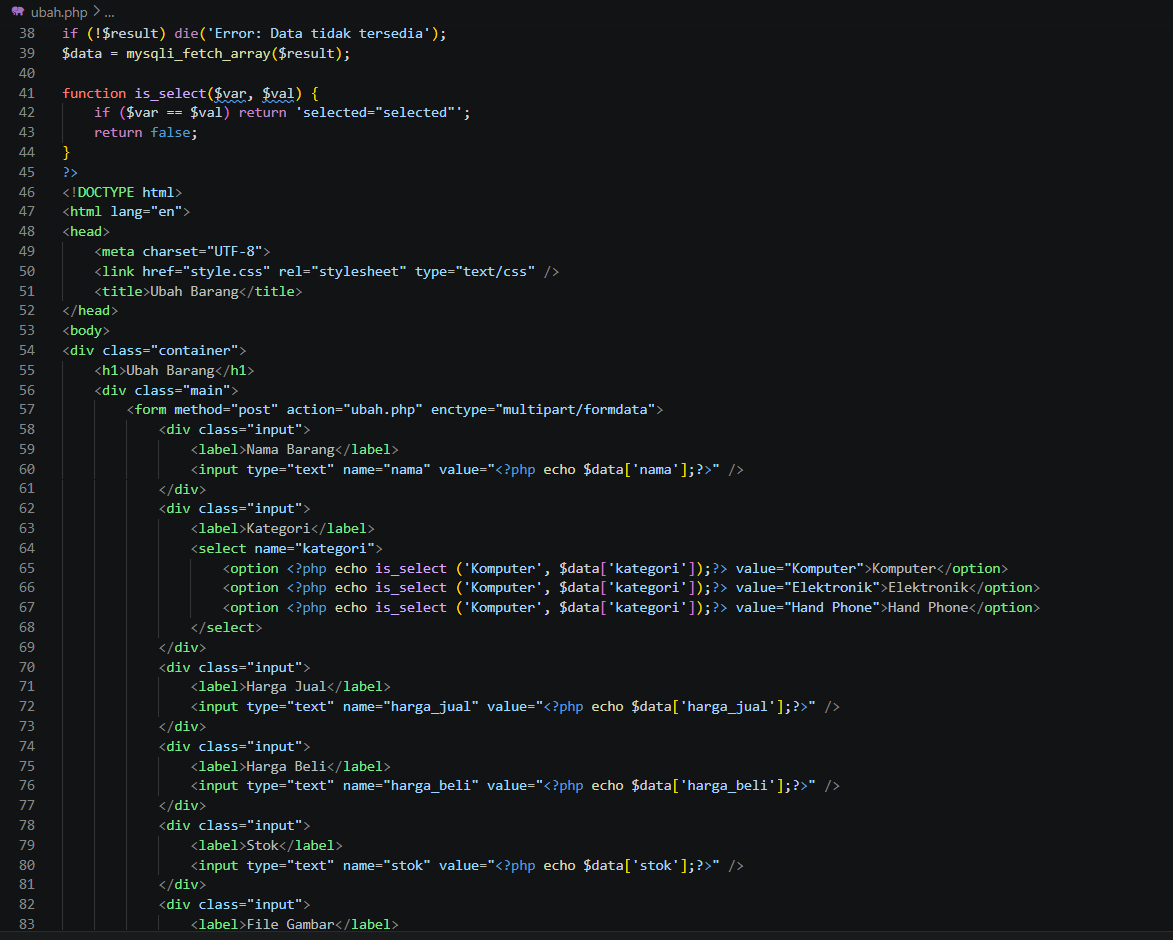 ubah.php > ...
38 if (!$result) die('Error: Data tidak tersedia');
39 $data = mysqli_fetch_array($result);
40
41 function is_select($var, $val) {
42     if ($var == $val) return 'selected="selected"';
43     return false;
44 }
45 ?>
46 <!DOCTYPE html>
47 <html lang="en">
48 <head>
49     <meta charset="UTF-8">
50     <link href="style.css" rel="stylesheet" type="text/css" />
51     <title>Ubah Barang</title>
52 </head>
53 <body>
54 <div class="container">
55     <h1>Ubah Barang</h1>
56     <div class="main">
57         <form method="post" action="ubah.php" enctype="multipart/formdata">
58             <div class="input">
59                 <label>Nama Barang</label>
60                 <input type="text" name="nama" value="<?php echo $data['nama'];?>" />
61             </div>
62             <div class="input">
63                 <label>Kategori</label>
64                 <select name="kategori">
65                     <option <?php echo is_select ('Komputer', $data['kategori']);?> value="Komputer">Komputer</option>
66                     <option <?php echo is_select ('Komputer', $data['kategori']);?> value="Elektronik">Elektronik</option>
67                     <option <?php echo is_select ('Komputer', $data['kategori']);?> value="Hand Phone">Hand Phone</option>
68                 </select>
69             </div>
70             <div class="input">
71                 <label>Harga Jual</label>
72                 <input type="text" name="harga_jual" value="<?php echo $data['harga_jual'];?>" />
73             </div>
74             <div class="input">
75                 <label>Harga Beli</label>
76                 <input type="text" name="harga_beli" value="<?php echo $data['harga_beli'];?>" />
77             </div>
78             <div class="input">
79                 <label>Stok</label>
80                 <input type="text" name="stok" value="<?php echo $data['stok'];?>" />
81             </div>
82             <div class="input">
83                 <label>File Gambar</label>